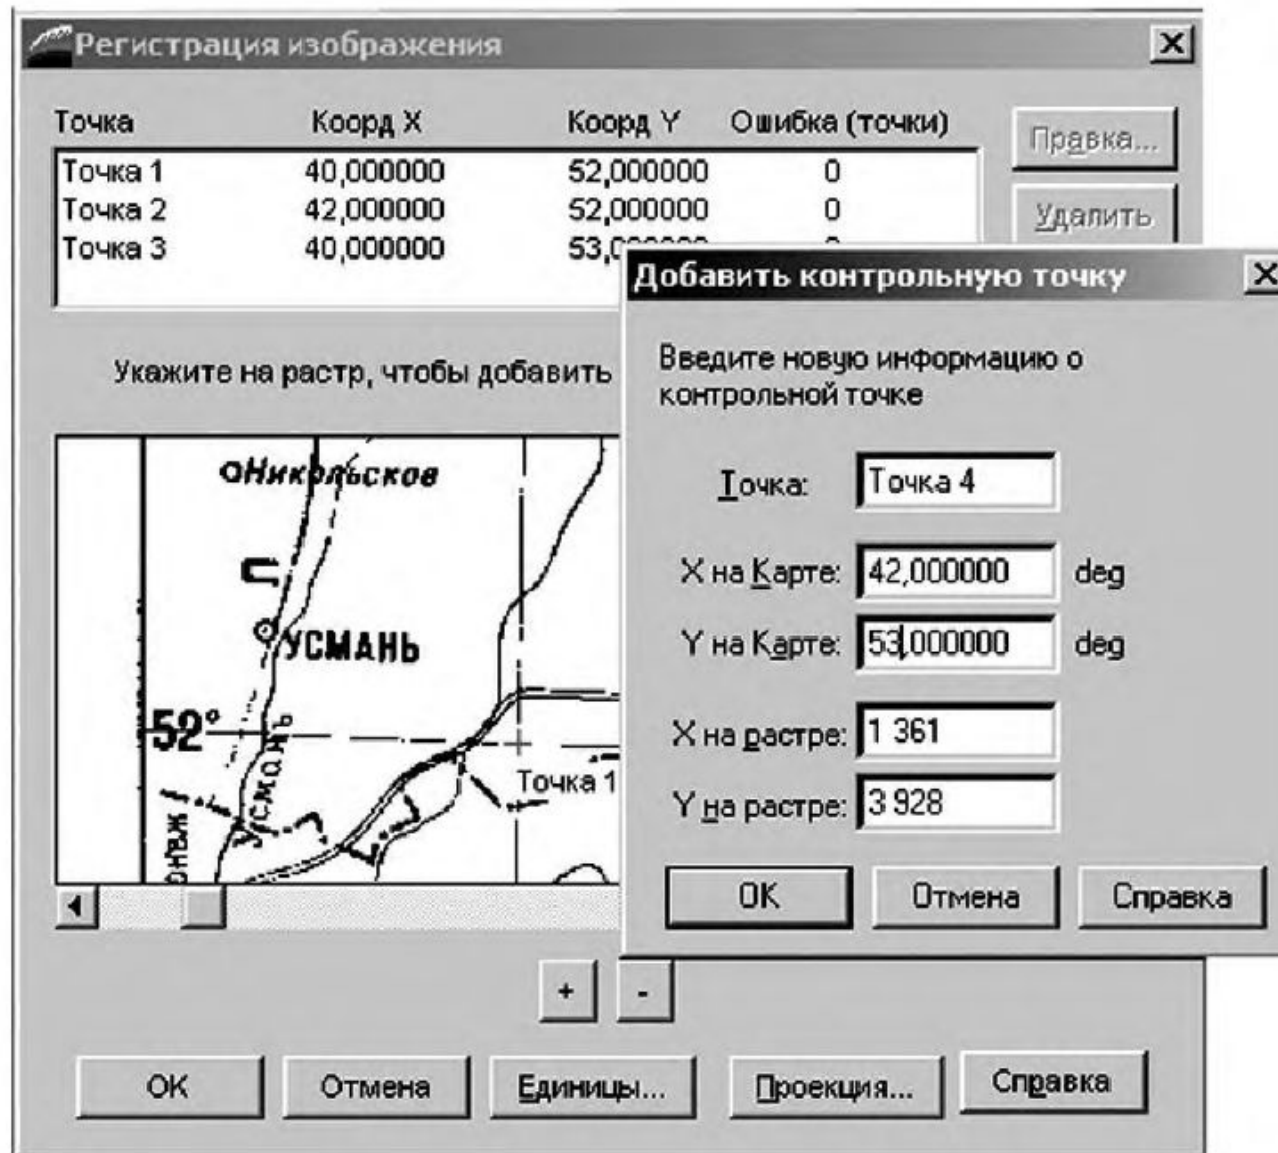 Регистрация изображения
Точка Коорд X Коорд Y Ошибка (точки)
Точка 1 40,000000 52,000000 0
Точка 2 42,000000 52,000000 0
Точка 3 40,000000
Правка...
Удалить
Укажите на растр, чтобы добавить
Никольское
УСМАНЬ
52°
Усмань
Точка 1
+ -
OK Отмена Единицы... Проекция... Справка
Добавить контрольную точку
Введите новую информацию о
контрольной точке
Точка: Точка 4
X на Карте: 42,000000 deg
Y на Карте: 53,000000 deg
X на растре: 1 361
Y на растре: 3 928
OK Отмена Справка